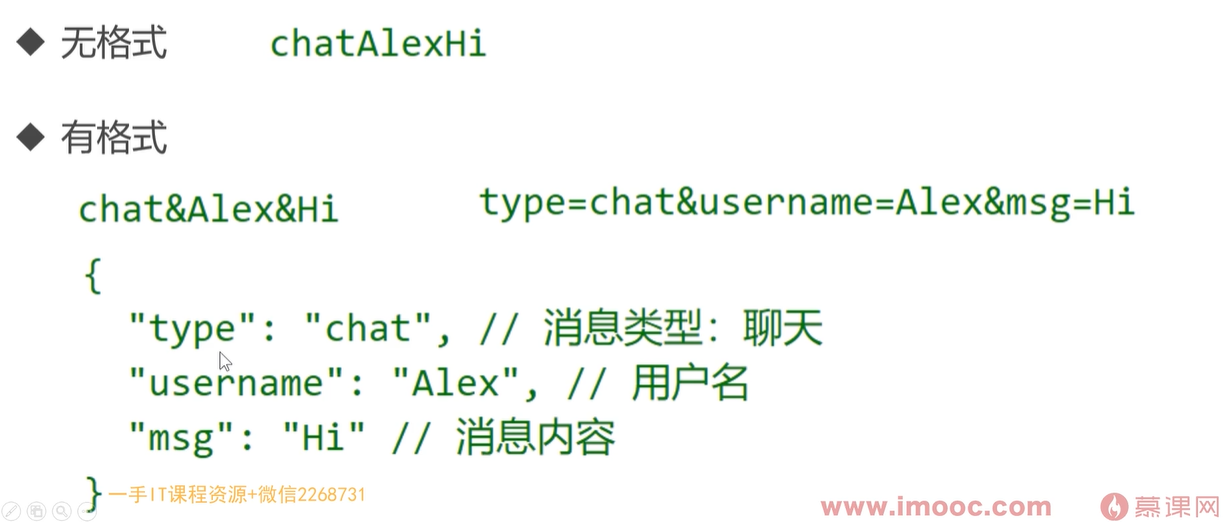 无格式 chatAlexHi
有格式
chat&Alex&Hi type=chat&username=Alex&msg=Hi
{
"type": "chat", // 消息类型: 聊天
"username": "Alex", // 用户名
"msg": "Hi" // 消息内容
}
一手IT课程资源+微信2268731
www.imooc.com 慕课网